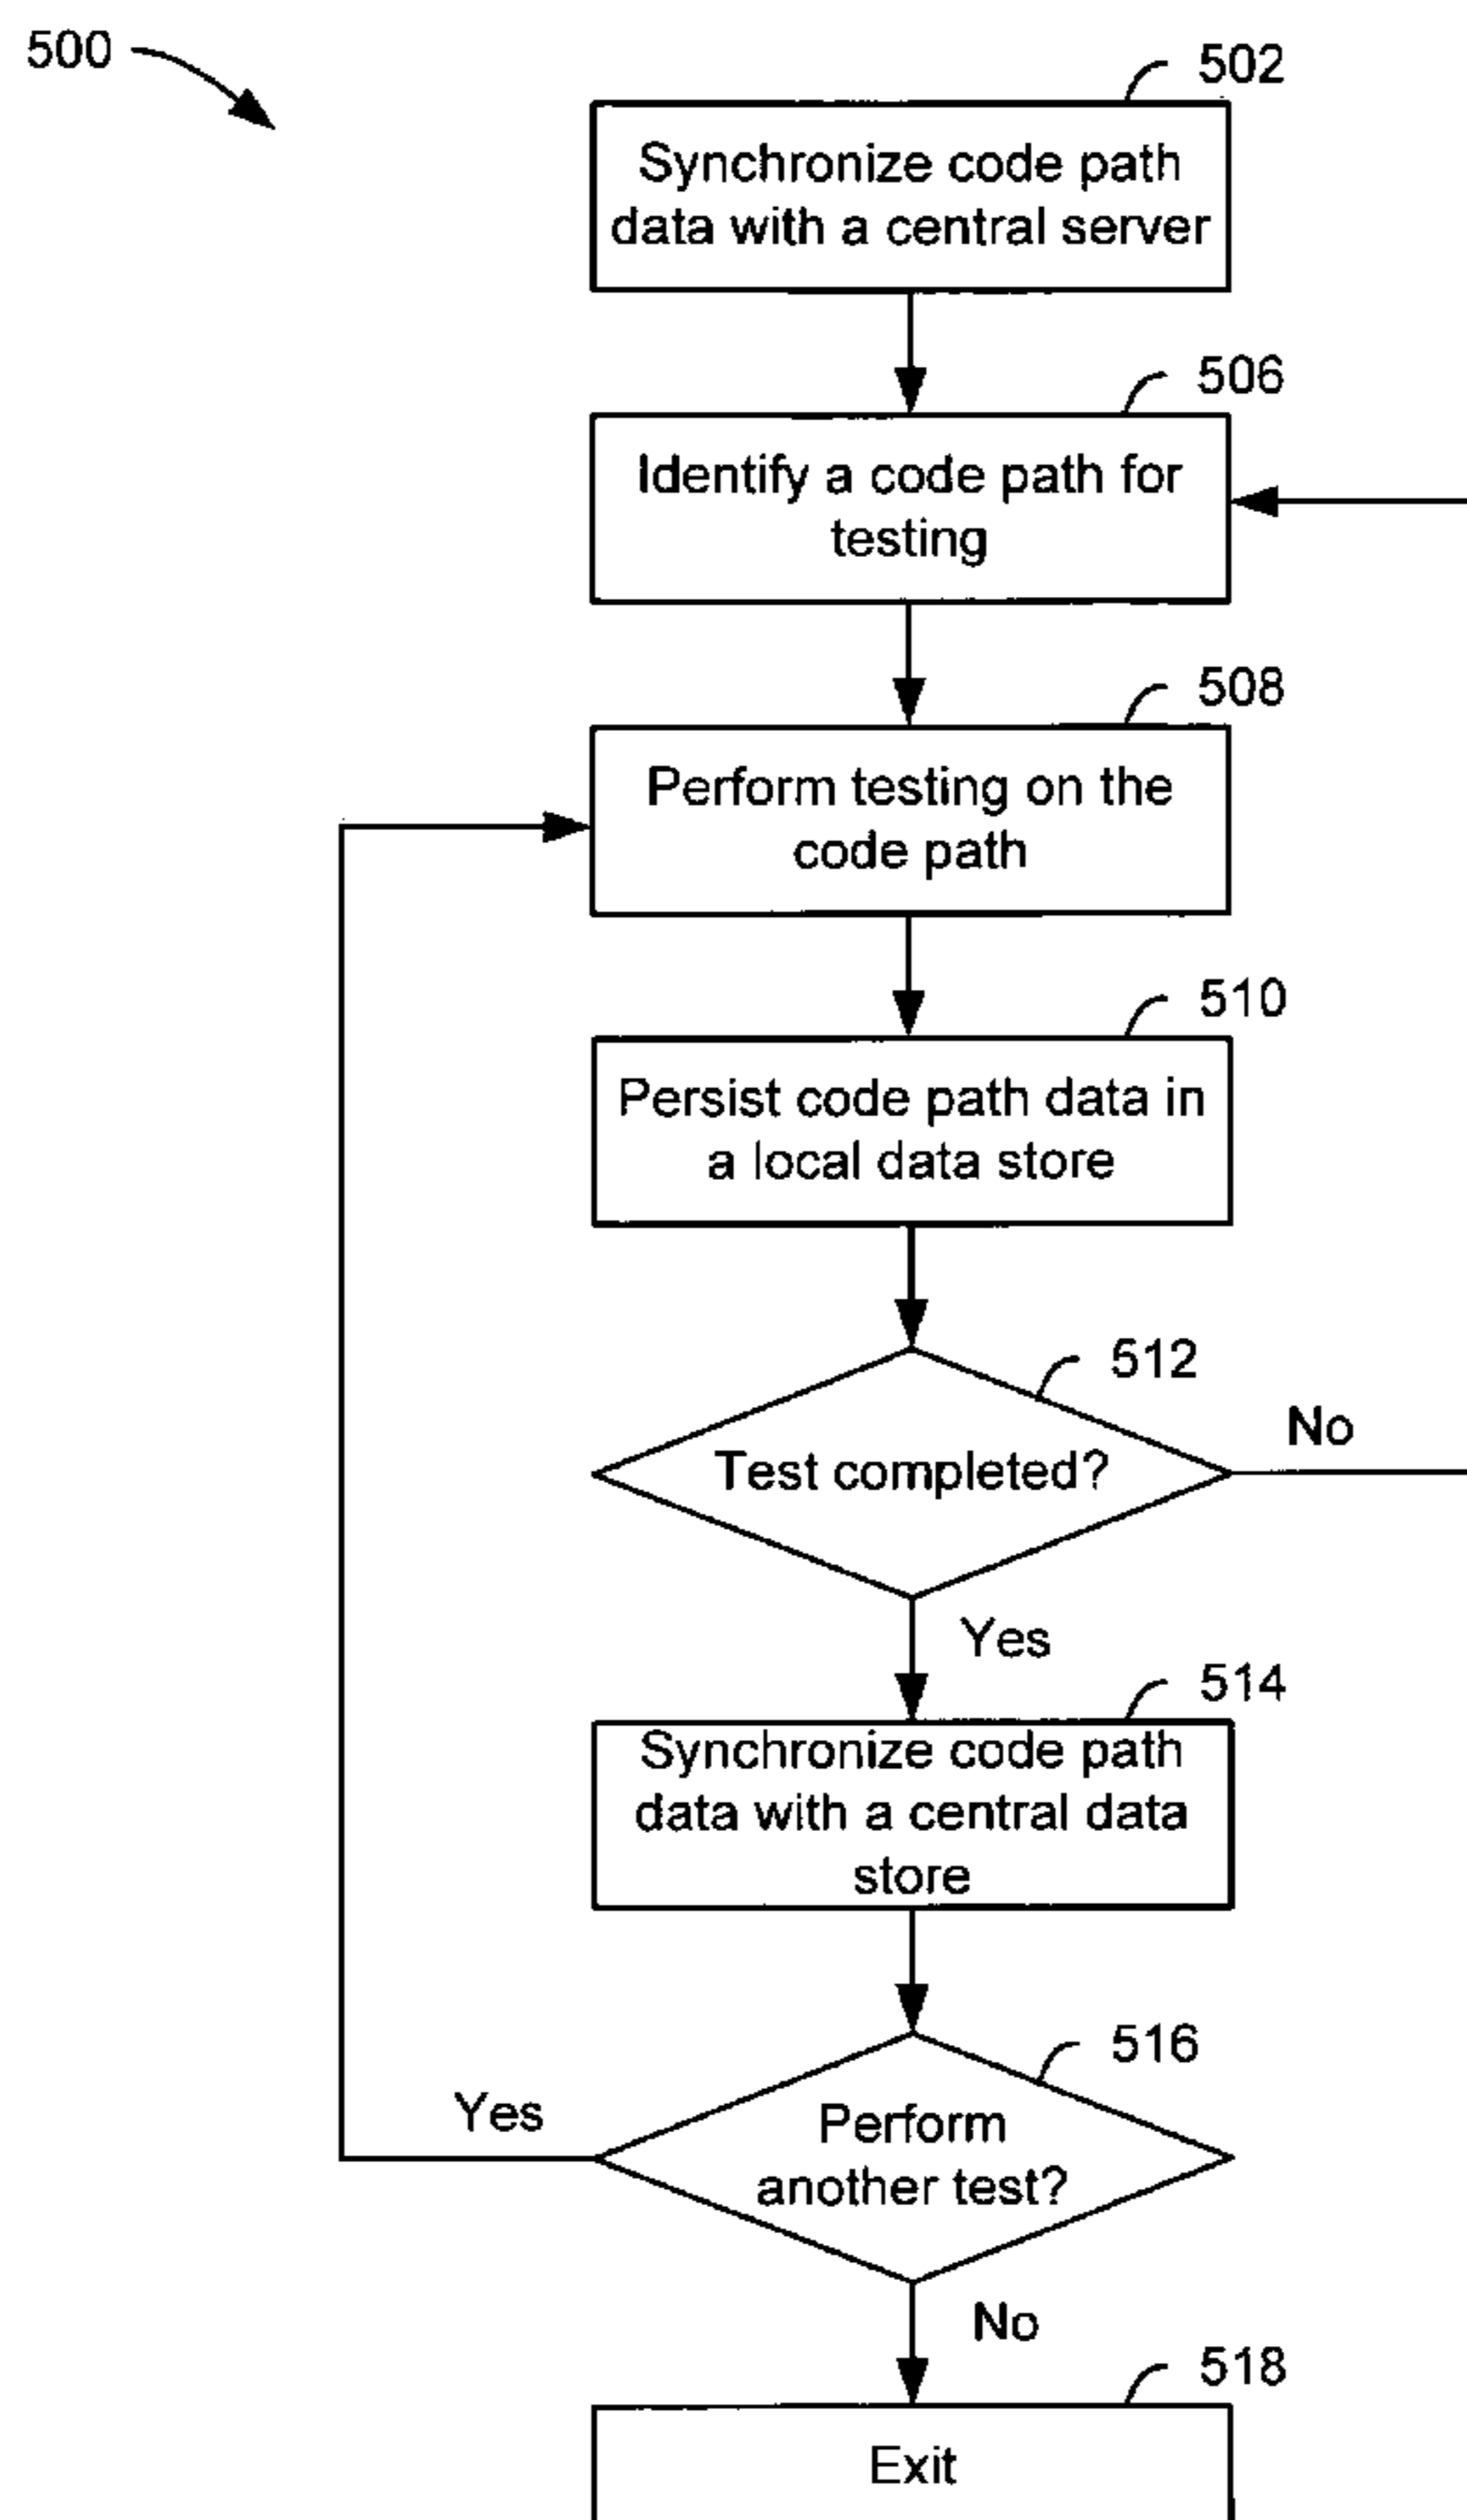 500
502
Synchronize code path
data with a central server
506
Identify a code path for
testing
508
Perform testing on the
code path
510
Persist code path data in
a local data store
512
Test completed?
No
Yes
514
Synchronize code path
data with a central data
store
516
Perform
another test?
Yes
No
518
Exit